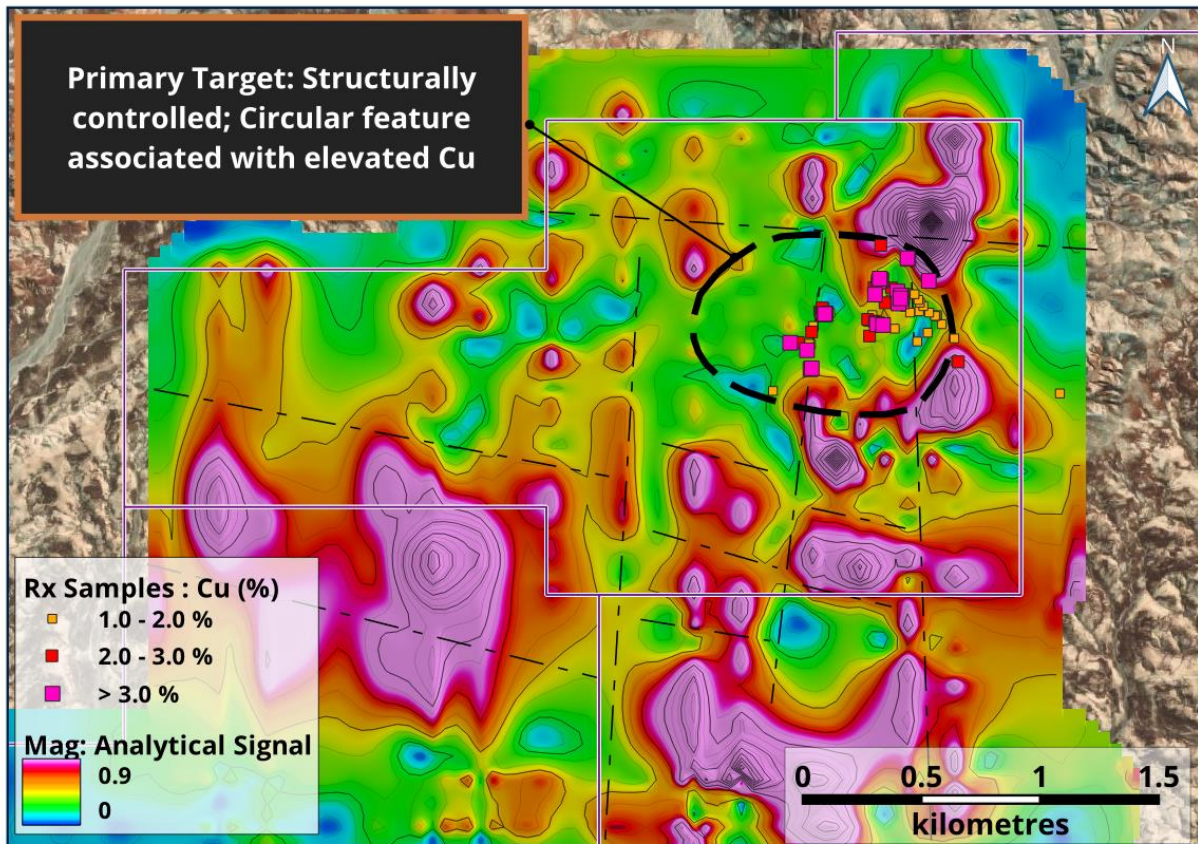 Primary Target: Structurally
controlled; Circular feature
associated with elevated Cu
N
Rx Samples : Cu (%)
1.0 - 2.0 %
2.0 - 3.0 %
> 3.0 %
Mag: Analytical Signal
0.9
0
0 0.5 1 1.5
kilometres